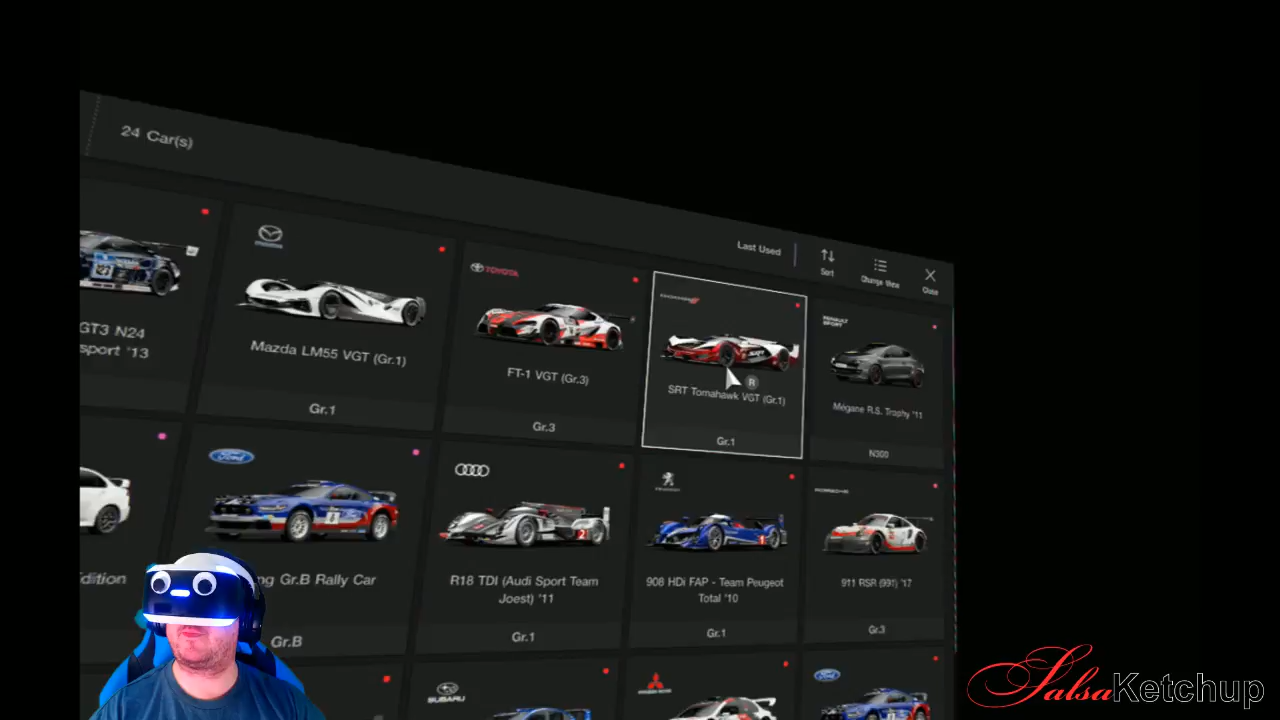 24 Car(s)
Last Used
Sort
Change View
Close
GT3 N24
sport '13
mazda
Mazda LM55 VGT (Gr.1)
Gr.1
TOYOTA
FT-1 VGT (Gr.3)
Gr.3
SRT Tomahawk VGT (Gr.1)
R
Gr.1
RENAULT
SPORT
Mégane R.S. Trophy '11
N300
dition
Ford
ng Gr.B Rally Car
Gr.B
R18 TDI (Audi Sport Team
Joest) '11
Gr.1
PEUGEOT
908 HDi FAP - Team Peugeot
Total '10
Gr.1
PORSCHE
911 RSR (991) '17
Gr.3
SUBARU
Ford
SalsaKetchup